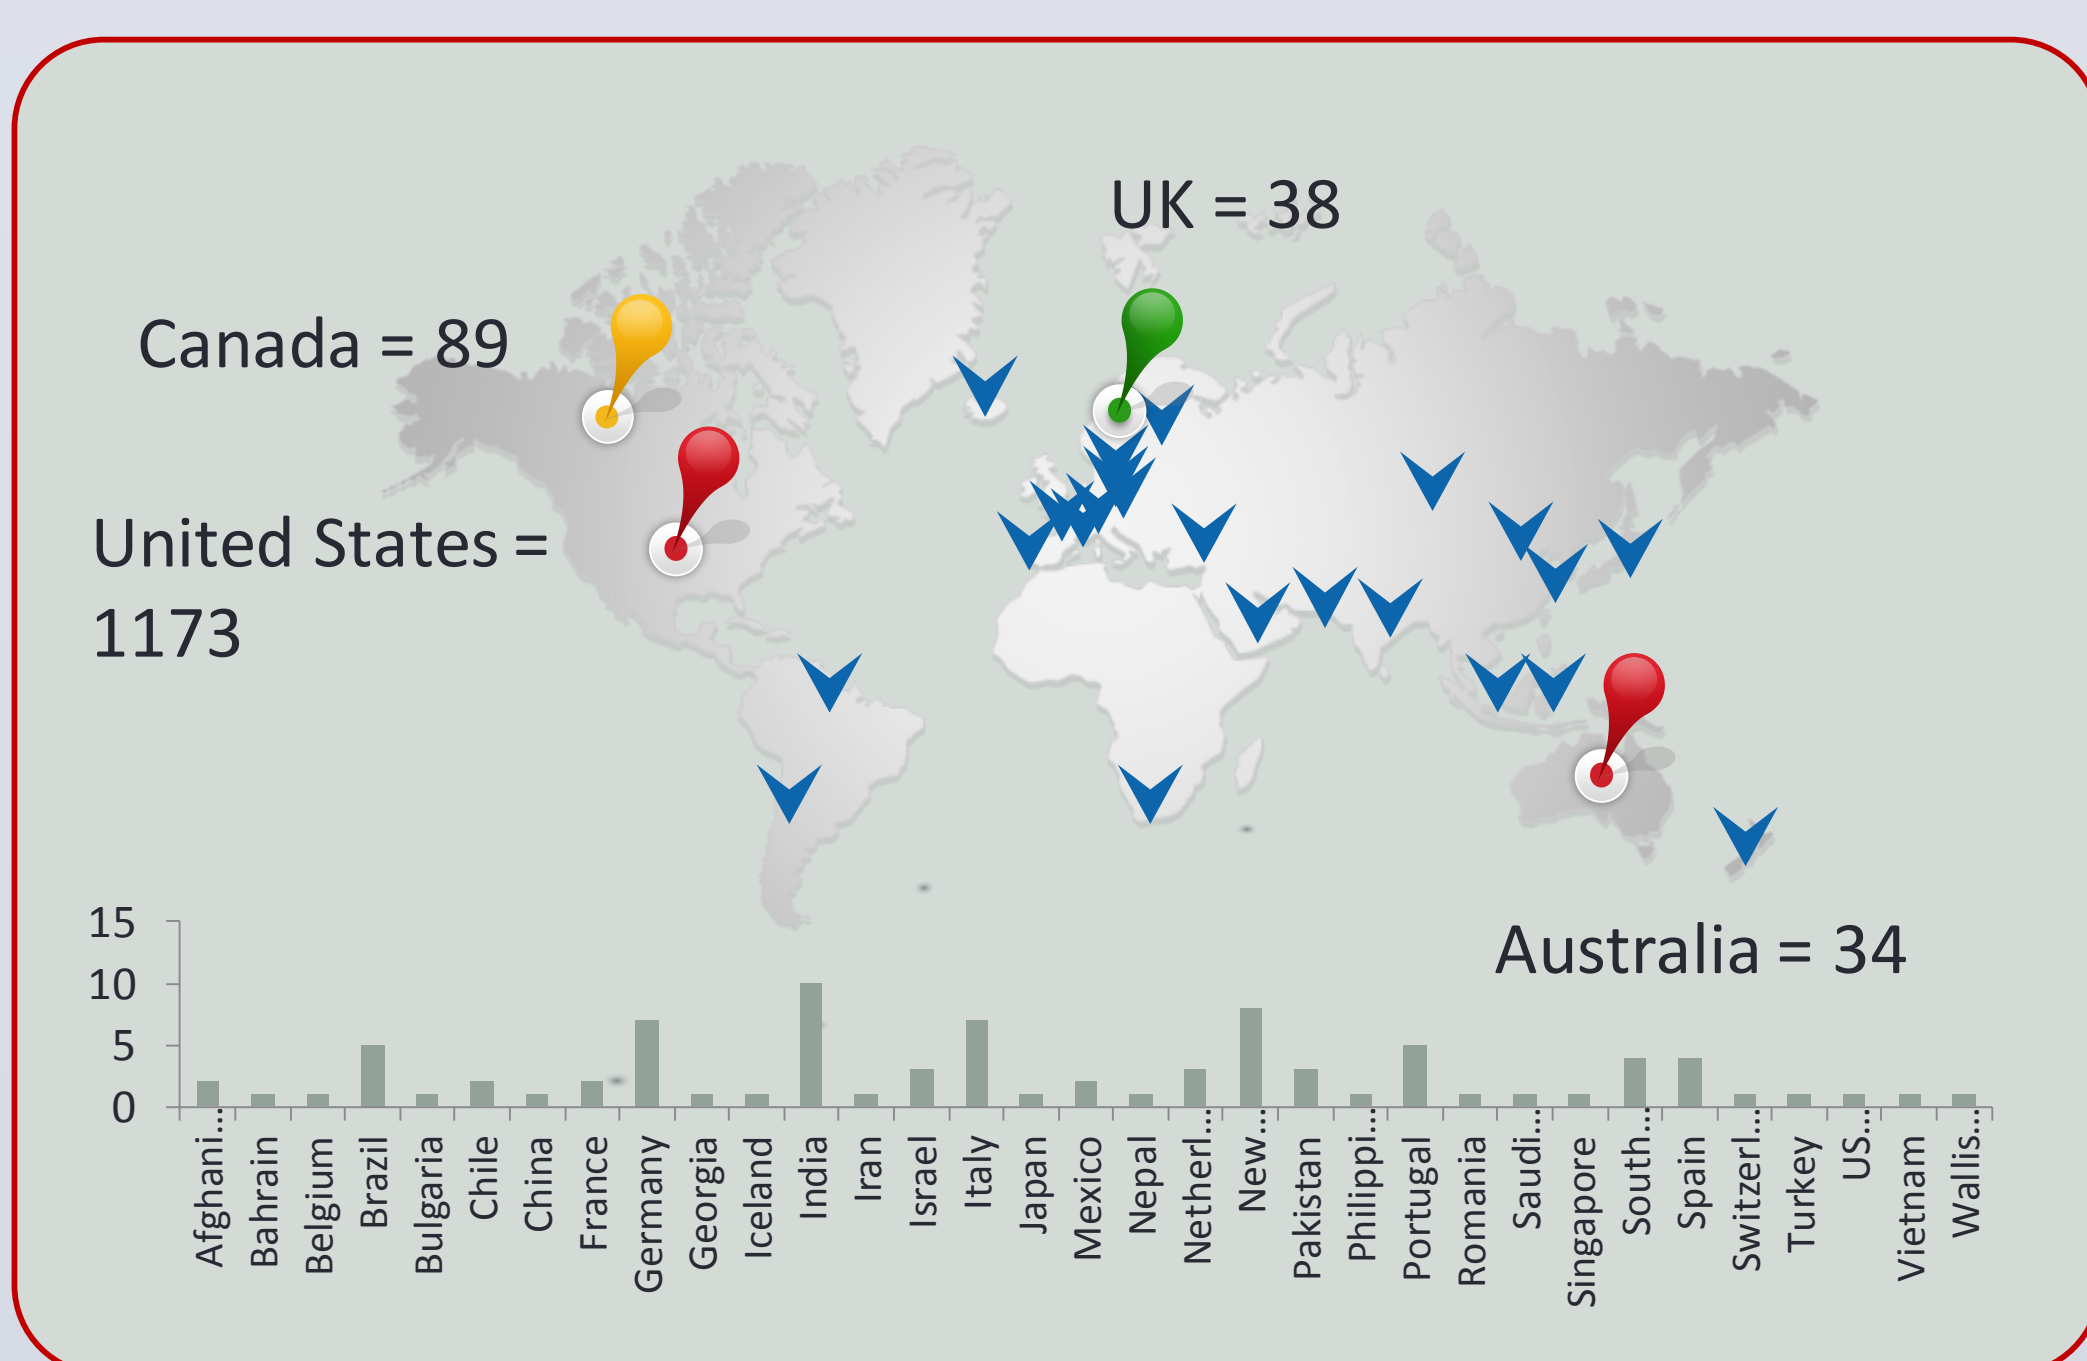 UK = 38
Canada = 89
United States =
1173
Australia = 34
15
10
5
0
Afghani...
Bahrain
Belgium
Brazil
Bulgaria
Chile
China
France
Germany
Georgia
Iceland
India
Iran
Israel
Italy
Japan
Mexico
Nepal
Netherl...
New...
Pakistan
Philippi...
Portugal
Romania
Saudi...
Singapore
South...
Spain
Switzerl...
Turkey
US...
Vietnam
Wallis...